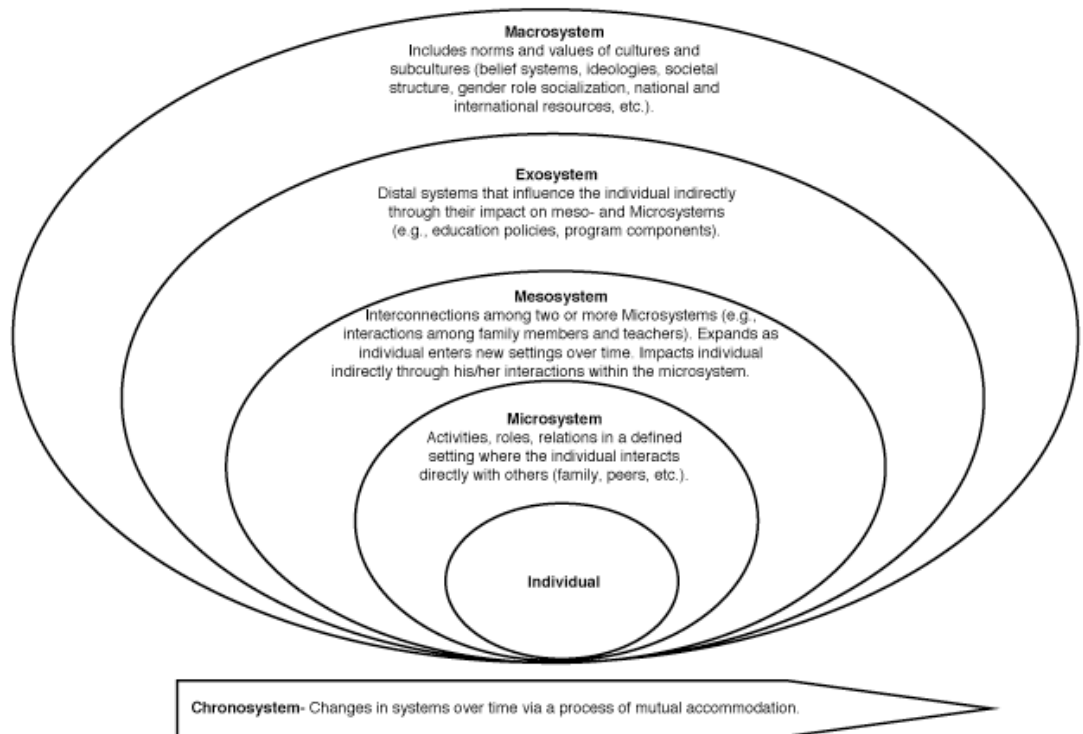 Macrosystem
Includes norms and values of cultures and
subcultures (belief systems, ideologies, societal
structure, gender role socialization, national and
international resources, etc.).
Exosystem
Distal systems that influence the individual indirectly
through their impact on meso- and Microsystems
(e.g., education policies, program components).
Mesosystem
Interconnections among two or more Microsystems (e.g.,
interactions among family members and teachers). Expands as
individual enters new settings over time. Impacts individual
indirectly through his/her interactions within the microsystem.
Microsystem
Activities, roles, relations in a defined
setting where the individual interacts
directly with others (family, peers, etc.).
Individual
Chronosystem- Changes in systems over time via a process of mutual accommodation.